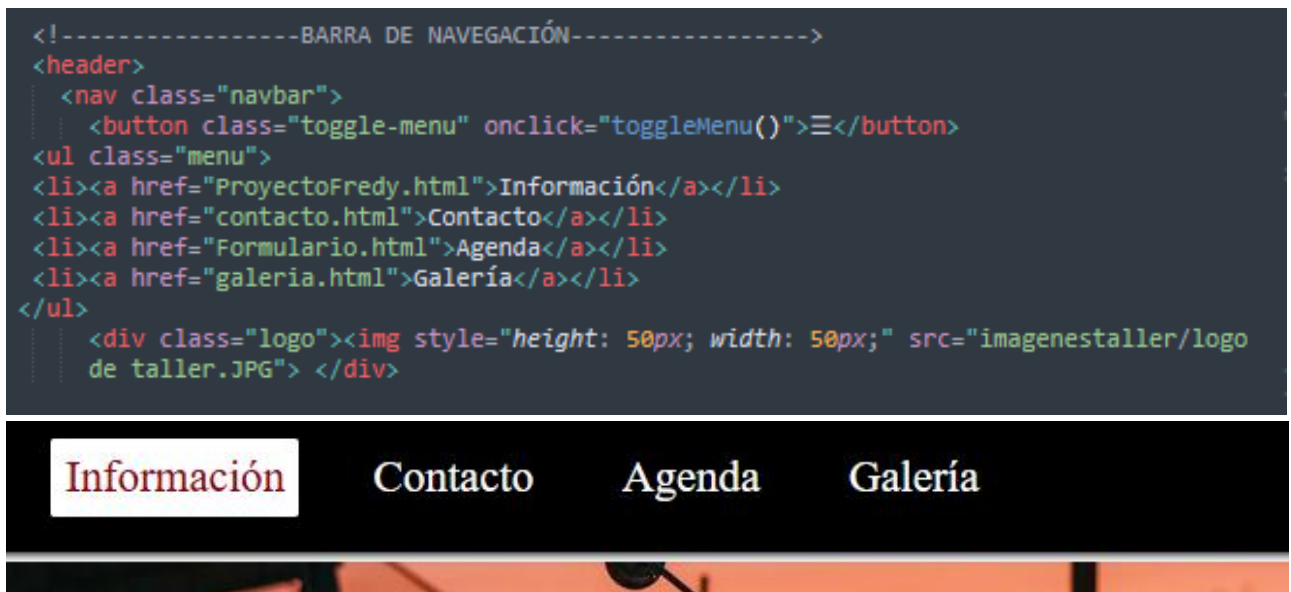 <!-----------------BARRA DE NAVEGACIÓN----------------->
<header>
<nav class="navbar">
<button class="toggle-menu" onclick="toggleMenu()">☰</button>
<ul class="menu">
<li><a href="ProyectoFredy.html">Información</a></li>
<li><a href="contacto.html">Contacto</a></li>
<li><a href="Formulario.html">Agenda</a></li>
<li><a href="galeria.html">Galería</a></li>
</ul>
<div class="logo"><img style="height: 50px; width: 50px;" src="imagenestaller/logo
de taller.JPG"> </div>
Información Contacto Agenda Galería